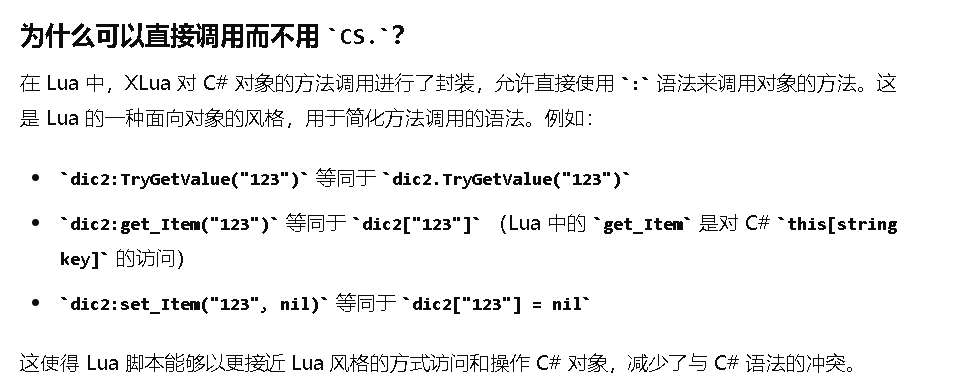 为什么可以直接调用而不用 `CS.`？
在 Lua 中，XLua 对 C# 对象的方法调用进行了封装，允许直接使用 `:` 语法来调用对象的方法。这
是 Lua 的一种面向对象的风格，用于简化方法调用的语法。例如：
• `dic2:TryGetValue("123")` 等同于 `dic2.TryGetValue("123")`
• `dic2:get_Item("123")` 等同于 `dic2["123"]` （Lua 中的 `get_Item` 是对 C# `this[string
key]` 的访问）
• `dic2:set_Item("123", nil)` 等同于 `dic2["123"] = nil`
这使得 Lua 脚本能够以更接近 Lua 风格的方式访问和操作 C# 对象，减少了与 C# 语法的冲突。